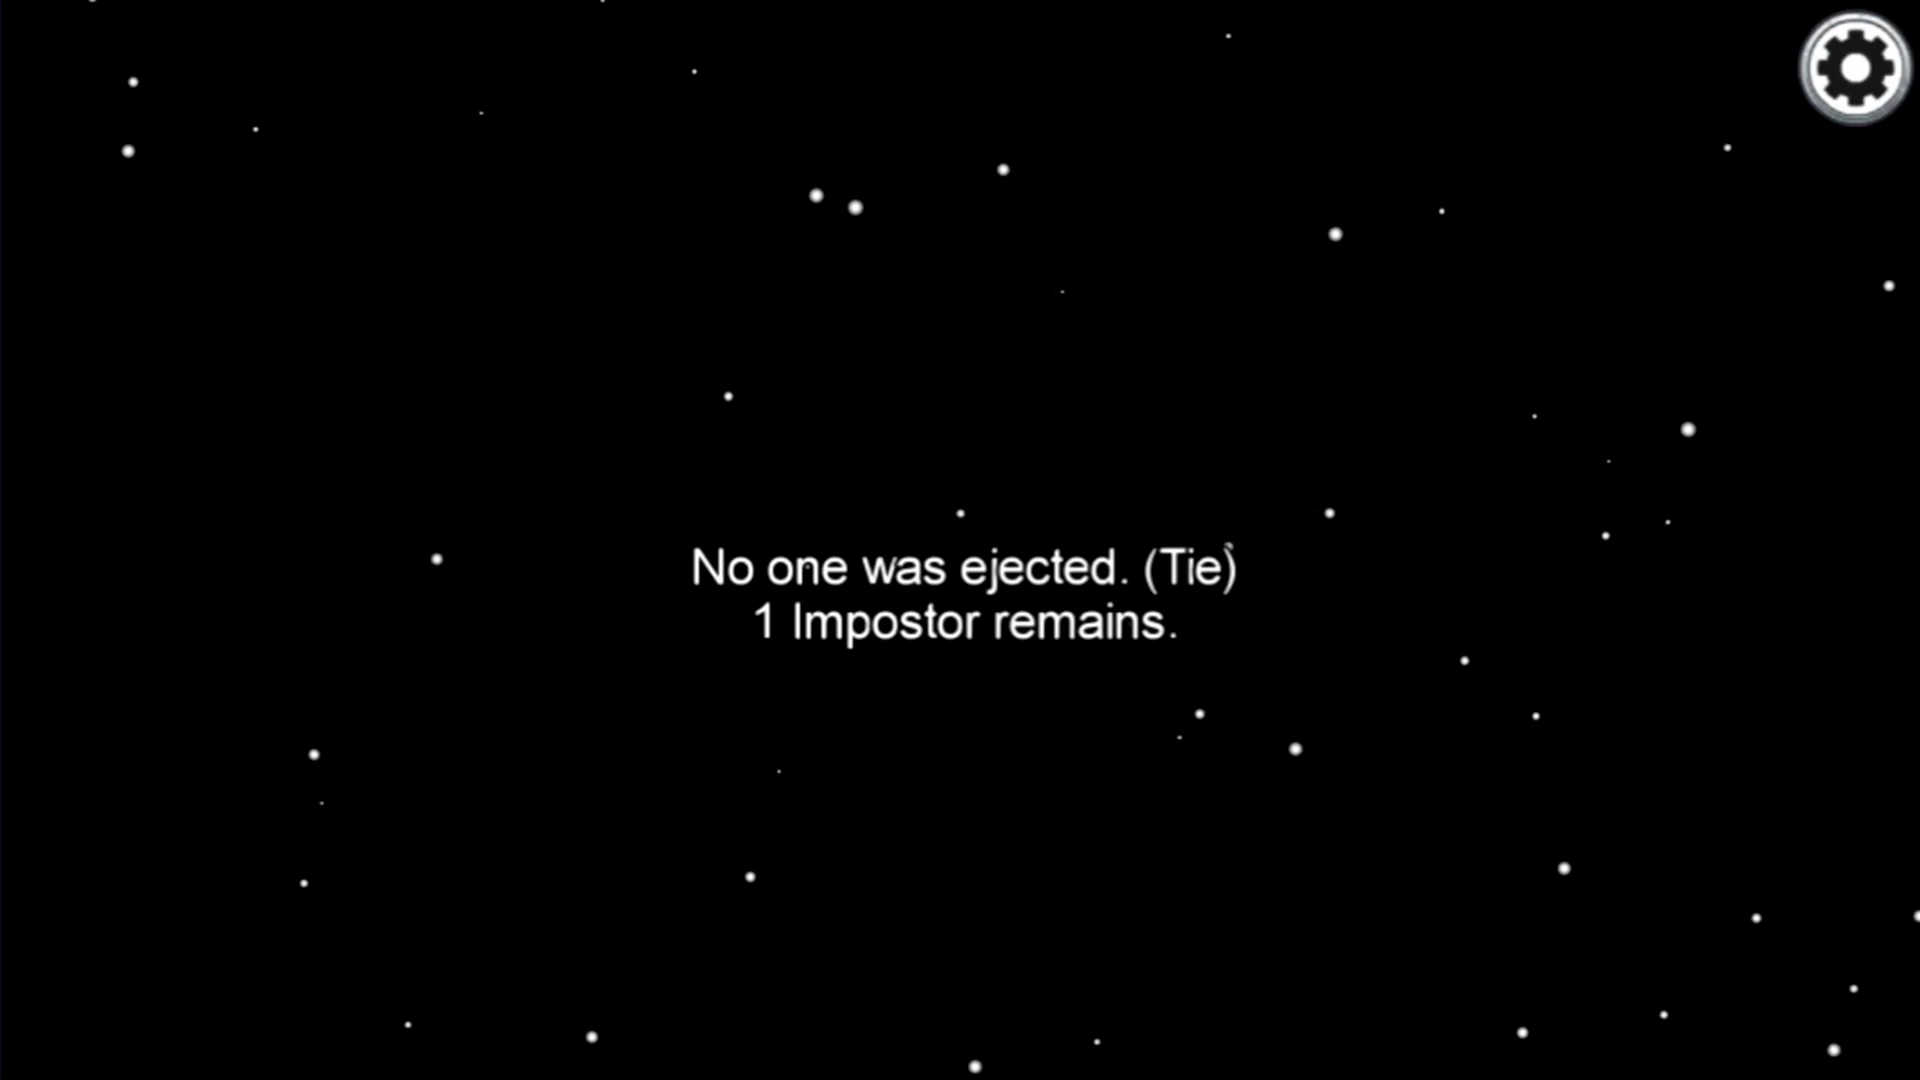 No one was ejected. (Tie)
1 Impostor remains.